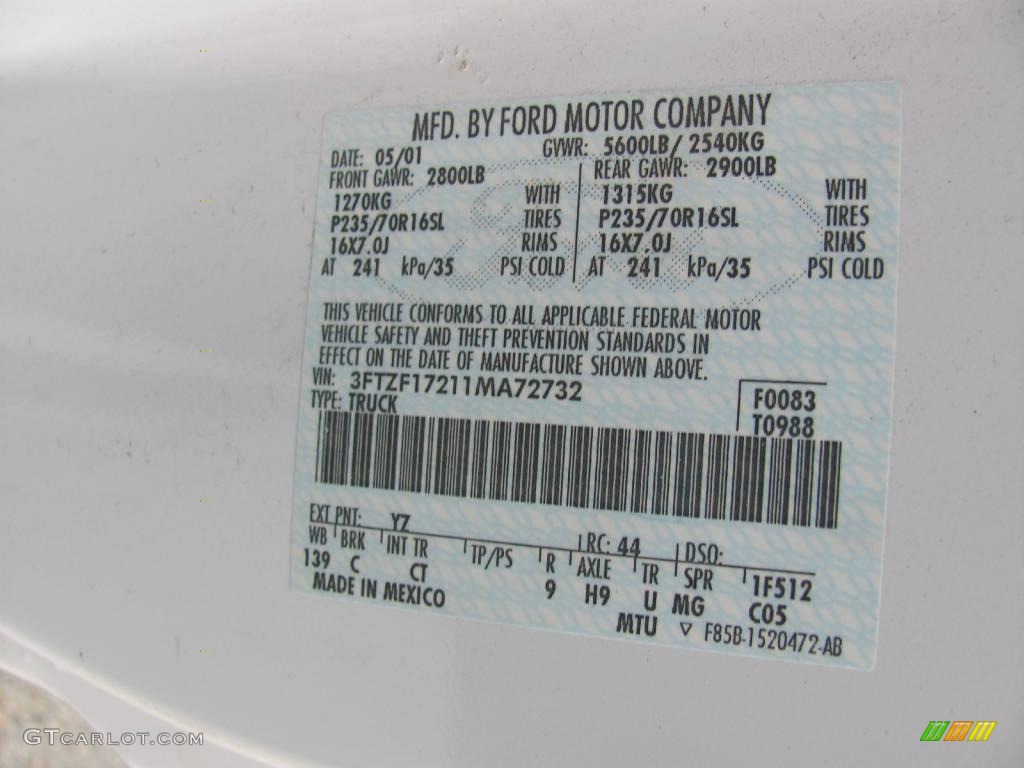 MFD. BY FORD MOTOR COMPANY
DATE: 05/01 GVWR: 5600LB/ 2540KG
FRONT GAWR: 2800LB REAR GAWR: 2900LB
1270KG WITH 1315KG WITH
P235/70R16SL TIRES P235/70R16SL TIRES
16X7.0J RIMS 16X7.0J RIMS
AT 241 kPa/35 PSI COLD AT 241 kPa/35 PSI COLD
THIS VEHICLE CONFORMS TO ALL APPLICABLE FEDERAL MOTOR
VEHICLE SAFETY AND THEFT PREVENTION STANDARDS IN
EFFECT ON THE DATE OF MANUFACTURE SHOWN ABOVE.
VIN: 3FTZF17211MA72732 F0083
TYPE: TRUCK T0988
EXT PNT: YZ RC: 44 DSO:
WB BRK INT TR TP/PS R AXLE TR SPR 1F512
139 C CT 9 H9 U MG C05
MADE IN MEXICO MTU ▽ F85B-1520472-AB
GTCARLOT.COM